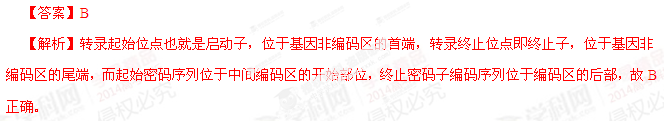 【答案】B
【解析】转录起始位点也就是启动子，位于基因非编码区的首端，转录终止位点即终止子，位于基因非
编码区的尾端，而起始密码序列位于中间编码区的开始部位，终止密码子编码序列位于编码区的后部，故 B
正确。